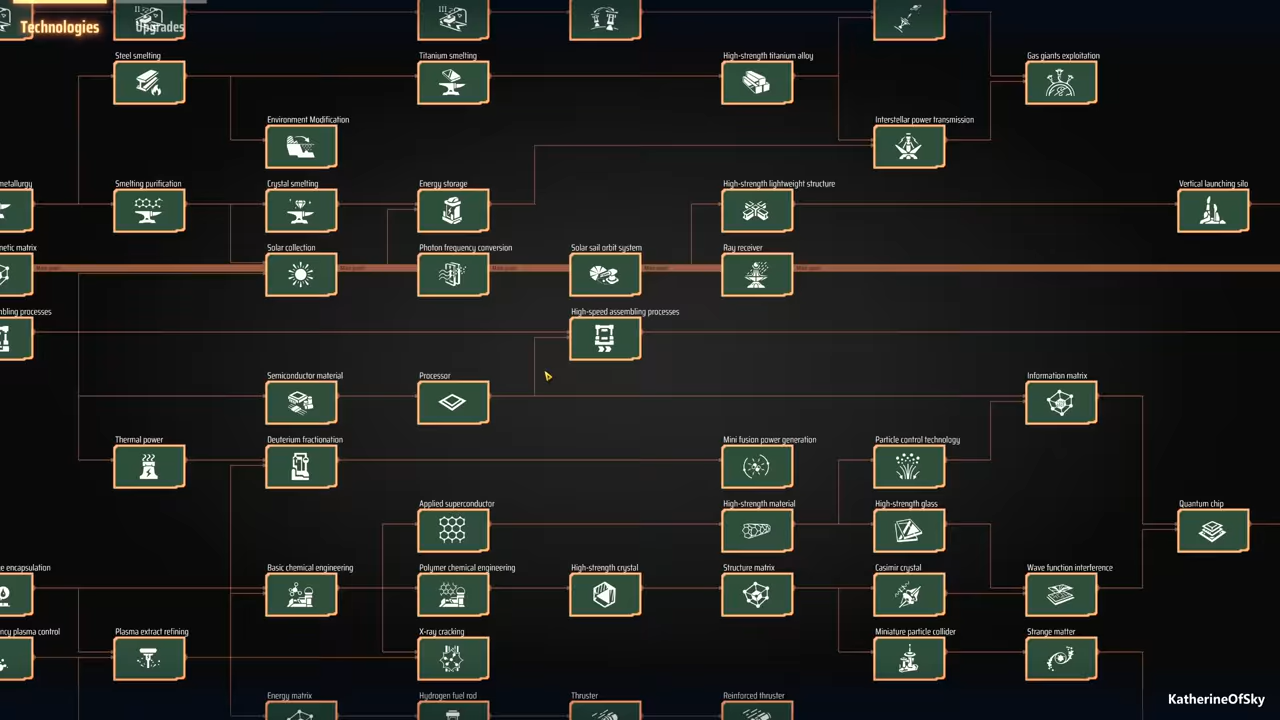 Technologies
Upgrades
Steel smelting
Titanium smelting
High-strength titanium alloy
Gas giants exploitation
Environment Modification
Interstellar power transmission
metallurgy
Smelting purification
Crystal smelting
Energy storage
High-strength lightweight structure
Vertical launching silo
netic matrix
Solar collection
Photon frequency conversion
Solar sail orbit system
Ray receiver
mbling processes
High-speed assembling processes
Semiconductor material
Processor
Information matrix
Thermal power
Deuterium fractionation
Mini fusion power generation
Particle control technology
Applied superconductor
High-strength material
High-strength glass
Quantum chip
e encapsulation
Basic chemical engineering
Polymer chemical engineering
High-strength crystal
Structure matrix
Casimir crystal
Wave function interference
ncy plasma control
Plasma extract refining
X-ray cracking
Miniature particle collider
Strange matter
Energy matrix
Hydrogen fuel rod
Thruster
Reinforced thruster
KatherineOfSky